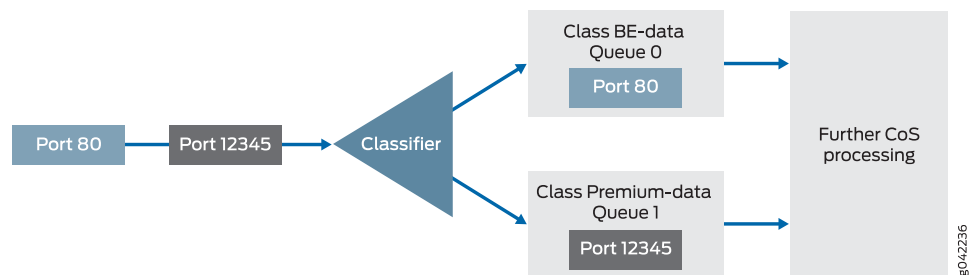 Port 80
Port 12345
Classifier
Class BE-data
Queue 0
Port 80
Class Premium-data
Queue 1
Port 12345
Further CoS
processing
g042236